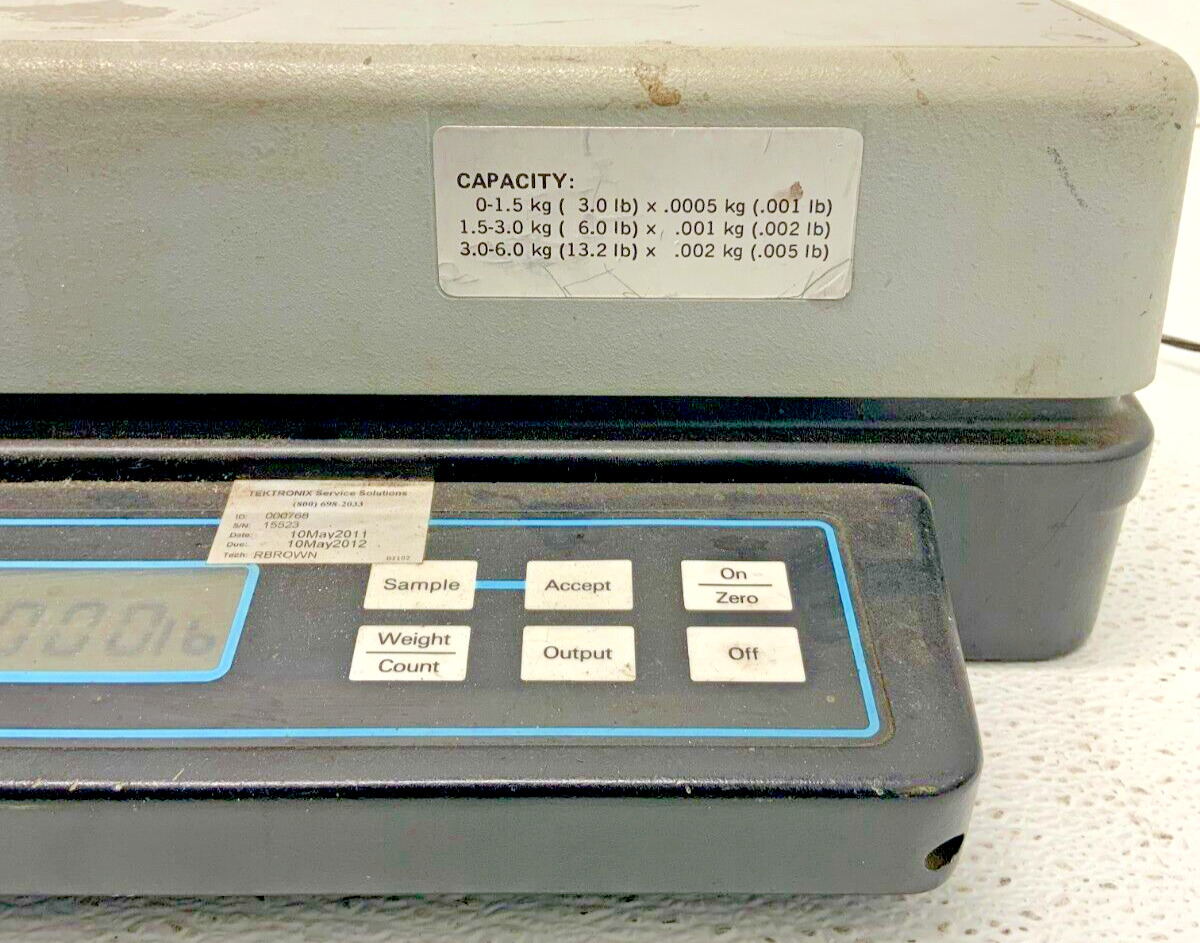 CAPACITY:
0-1.5 kg ( 3.0 lb) x .0005 kg (.001 lb)
1.5-3.0 kg ( 6.0 lb) x .001 kg (.002 lb)
3.0-6.0 kg (13.2 lb) x .002 kg (.005 lb)
TEKTRONIX Service Solutions
(800) 698-2033
ID: 000768
S/N: 15523
Date: 10May2011
Due: 10May2012
Tech: RBROWN
Sample
Accept
On
Zero
000lb
Weight
Count
Output
Off